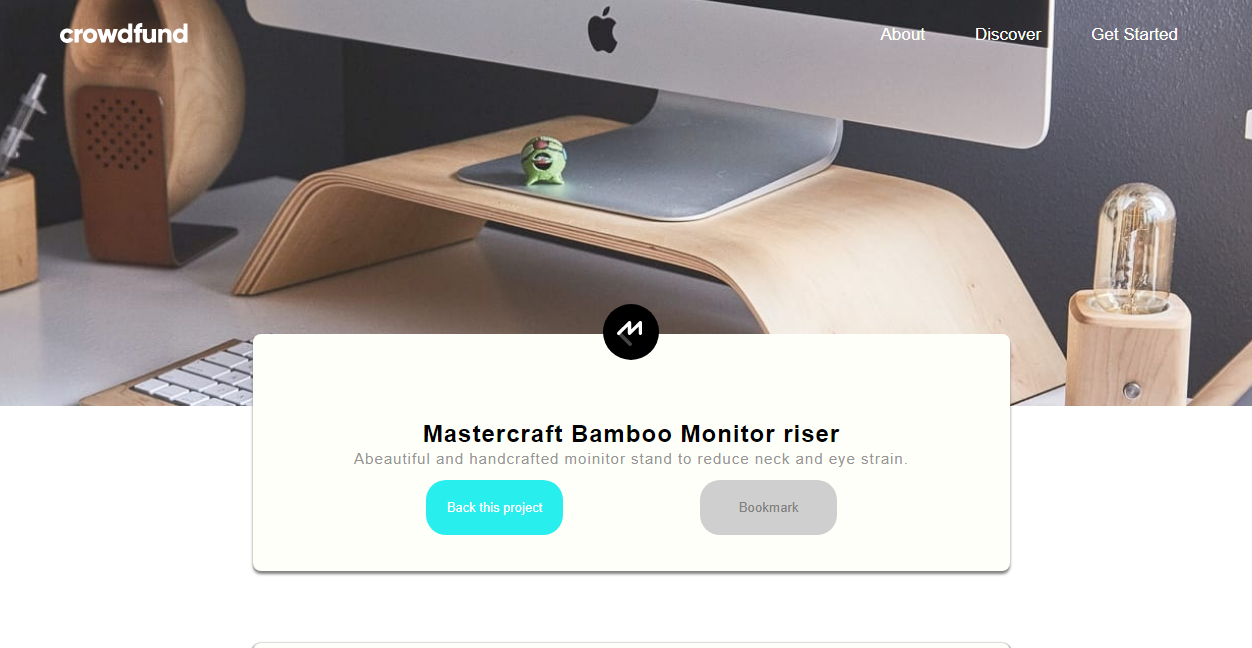 crowdfund
About
Discover
Get Started
Mastercraft Bamboo Monitor riser
Abeautiful and handcrafted moinitor stand to reduce neck and eye strain.
Back this project
Bookmark